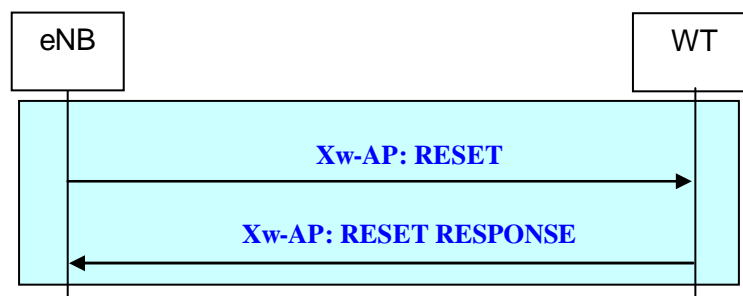 eNB
WT
Xw-AP: RESET
Xw-AP: RESET RESPONSE